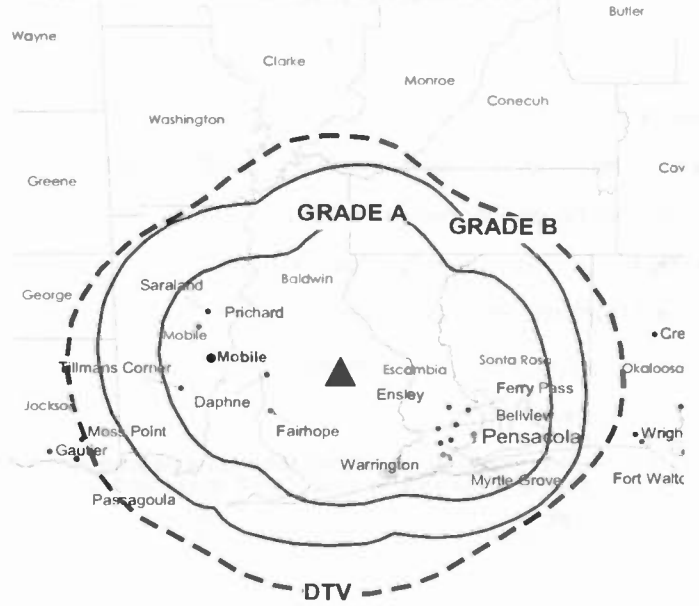 Butler
Wayne
Clarke
Monroe
Conecuh
Washington
Greene
Cov
GRADE A
GRADE B
Baldwin
Saraland
George
Prichard
Mobile
Gre
Mobile
Tillmans Corner
Escambia
Santa Rosa
Okaloosa
Ensley
Ferry Pass
Daphne
Jackson
Bellview
Moss Point
Fairhope
Pensacola
Wrigh
Gautier
Warrington
Myrtle Grove
Fort Walto
Passagoula
DTV